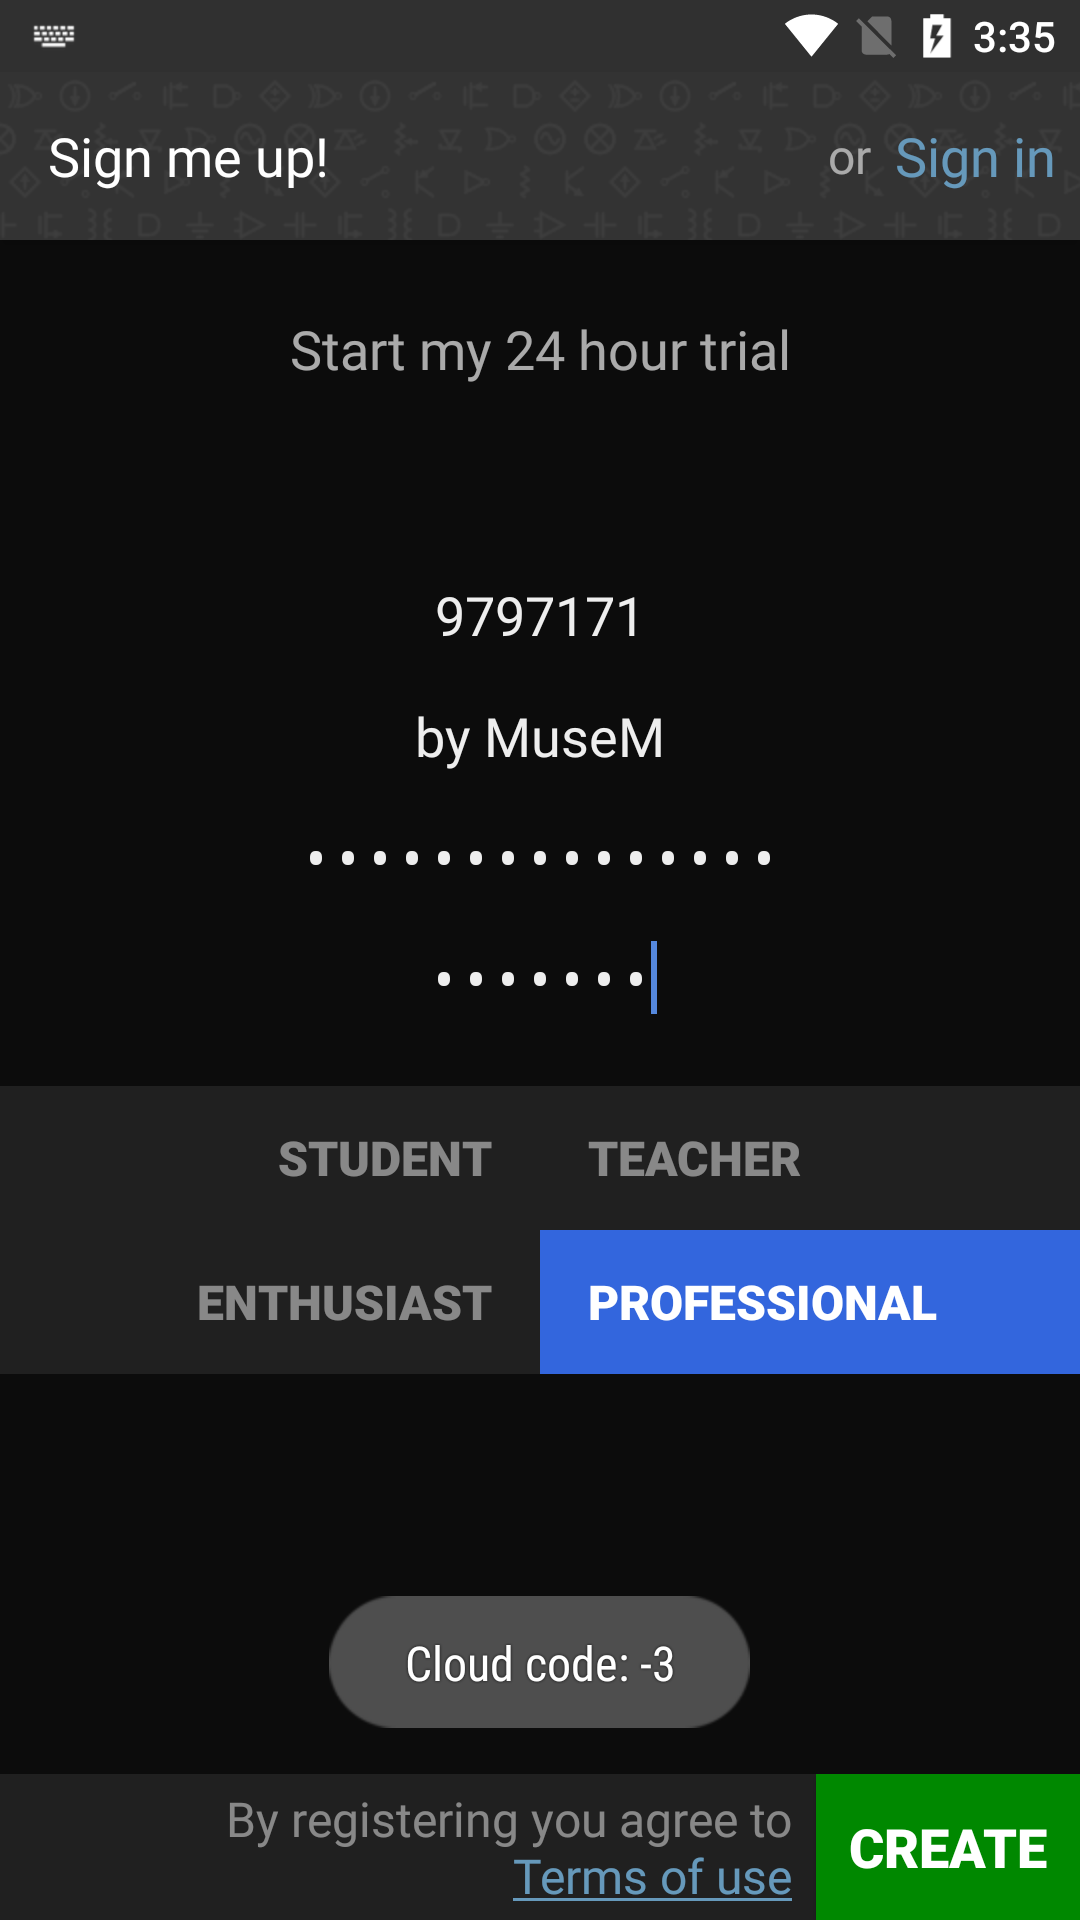 3:35
Sign me up!
or Sign in
Start my 24 hour trial
9797171
by MuseM
•••••••••••••••
•••••••
STUDENT
TEACHER
ENTHUSIAST
PROFESSIONAL
Cloud code: -3
By registering you agree to
Terms of use
CREATE